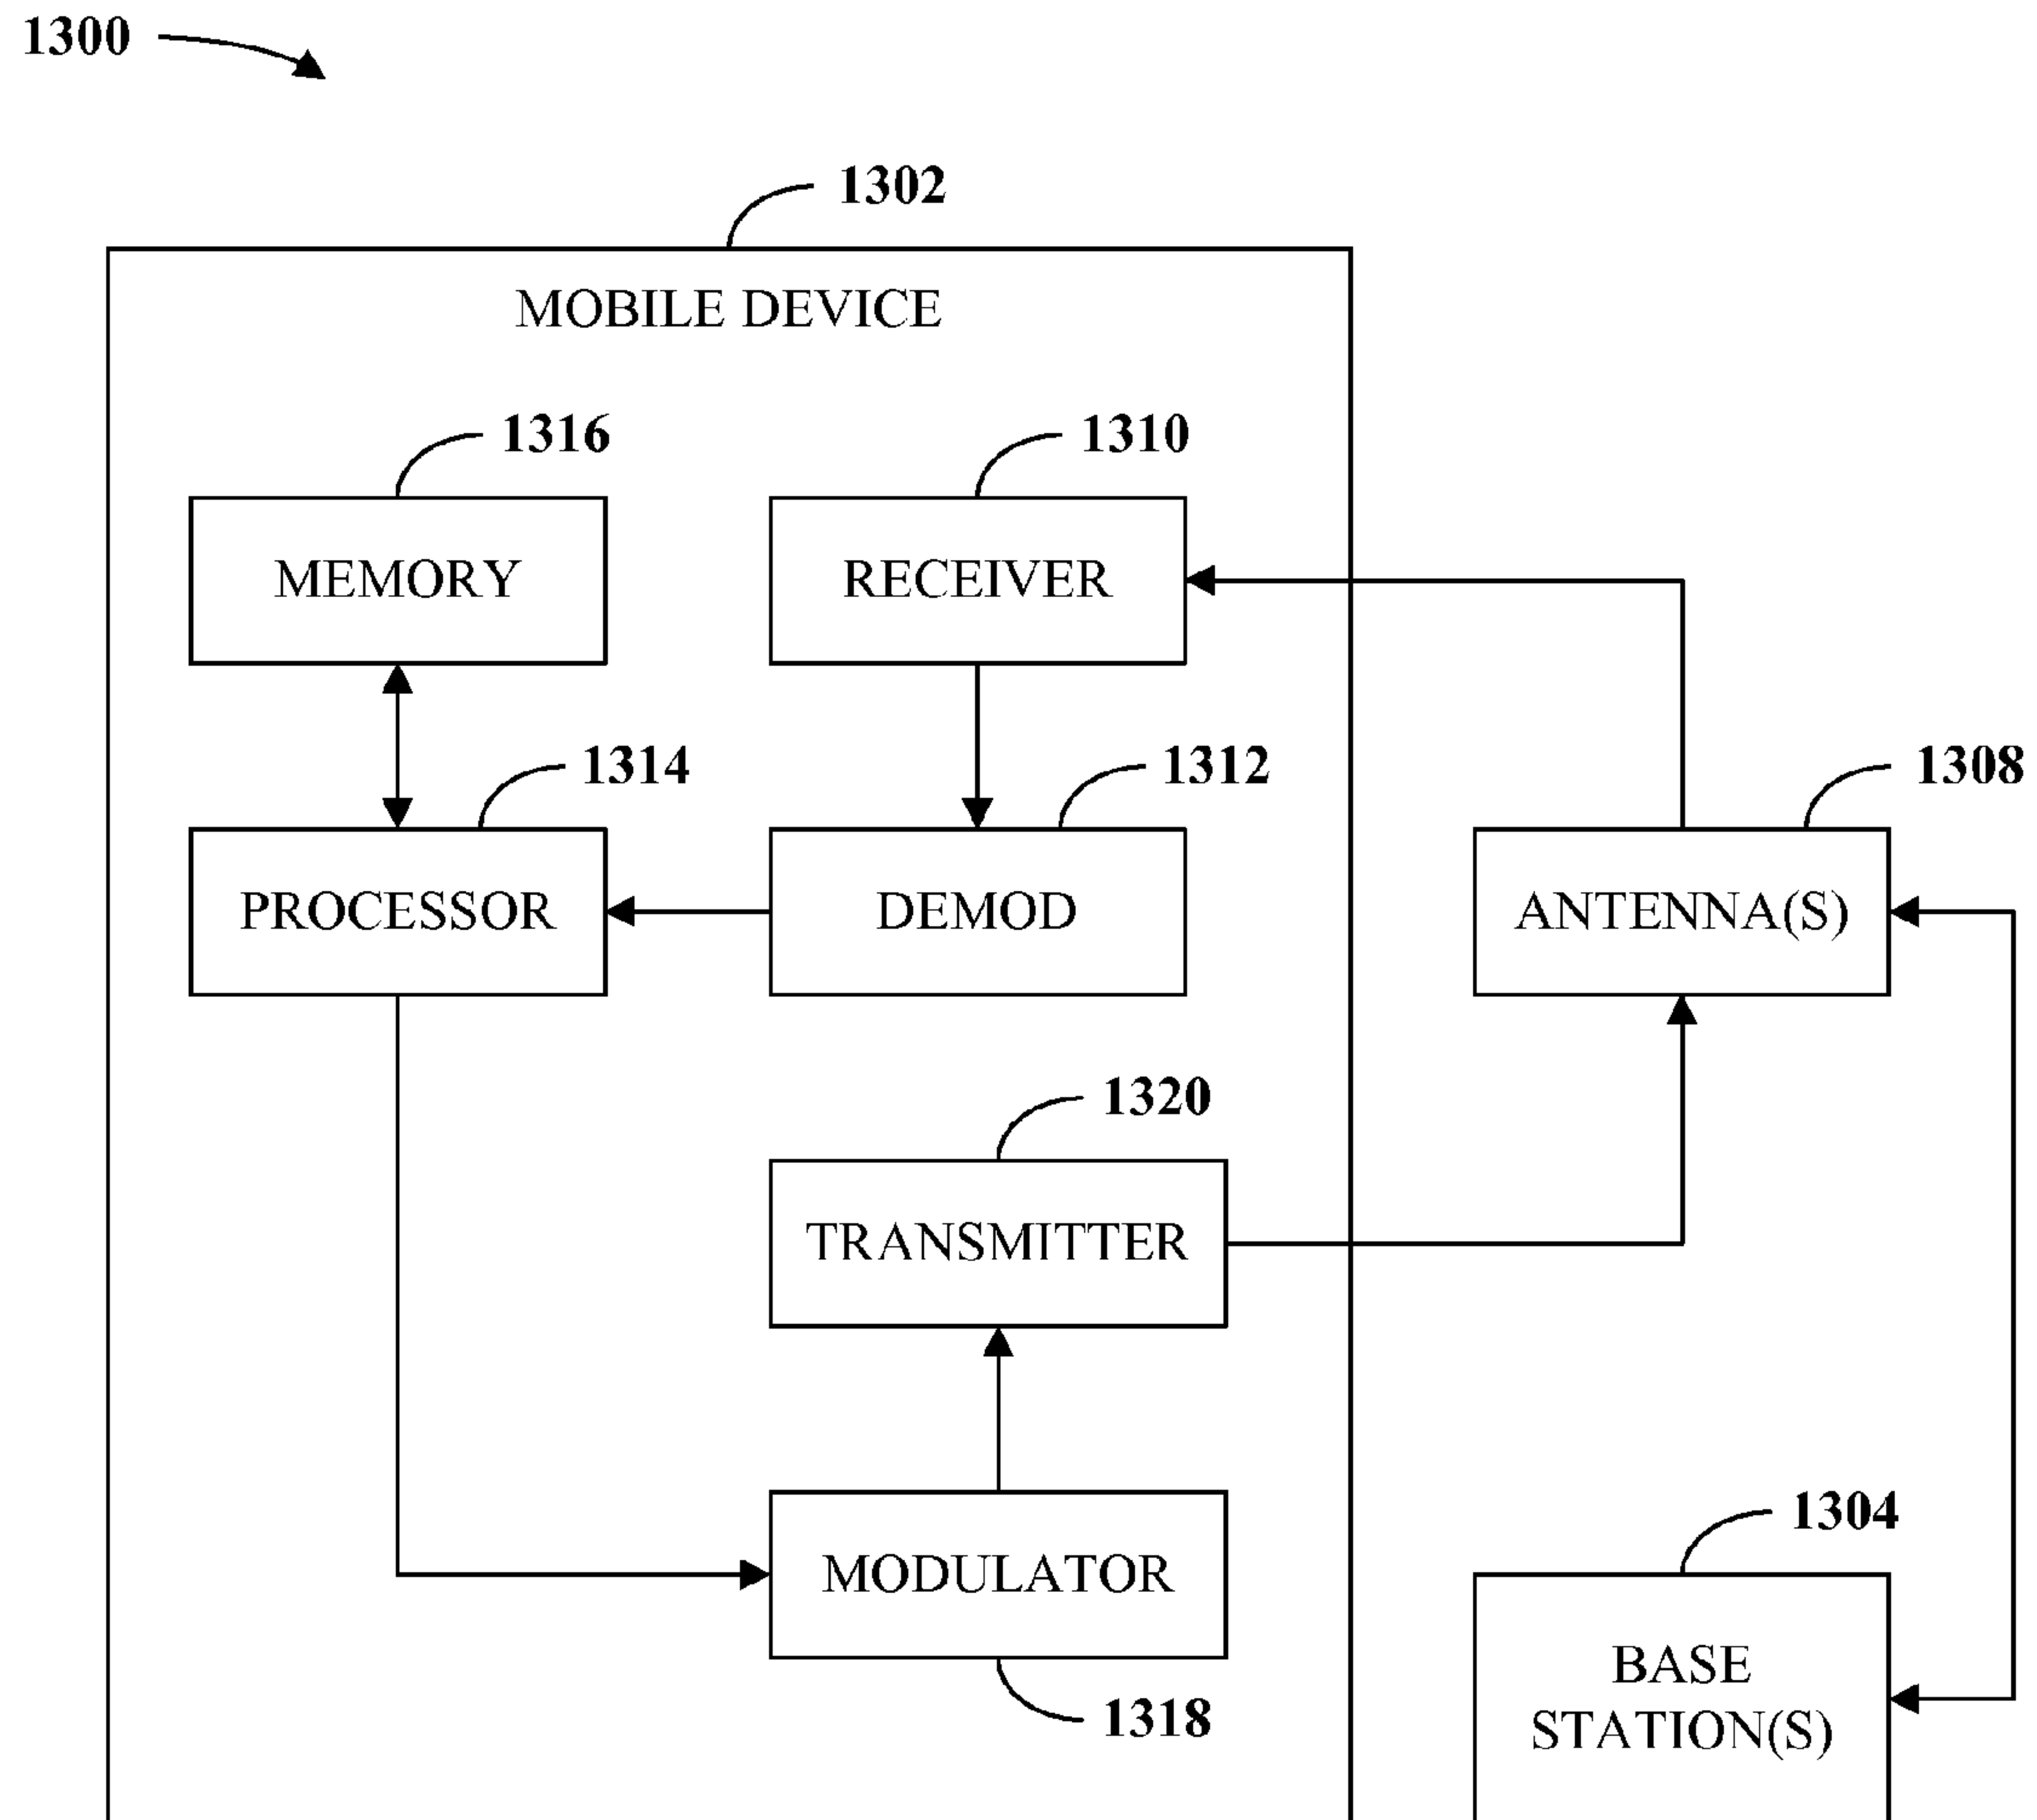 1300
1302
MOBILE DEVICE
1316
1310
MEMORY
RECEIVER
1314
1312
1308
PROCESSOR
DEMOD
ANTENNA(S)
1320
TRANSMITTER
1304
MODULATOR
BASE
STATION(S)
1318